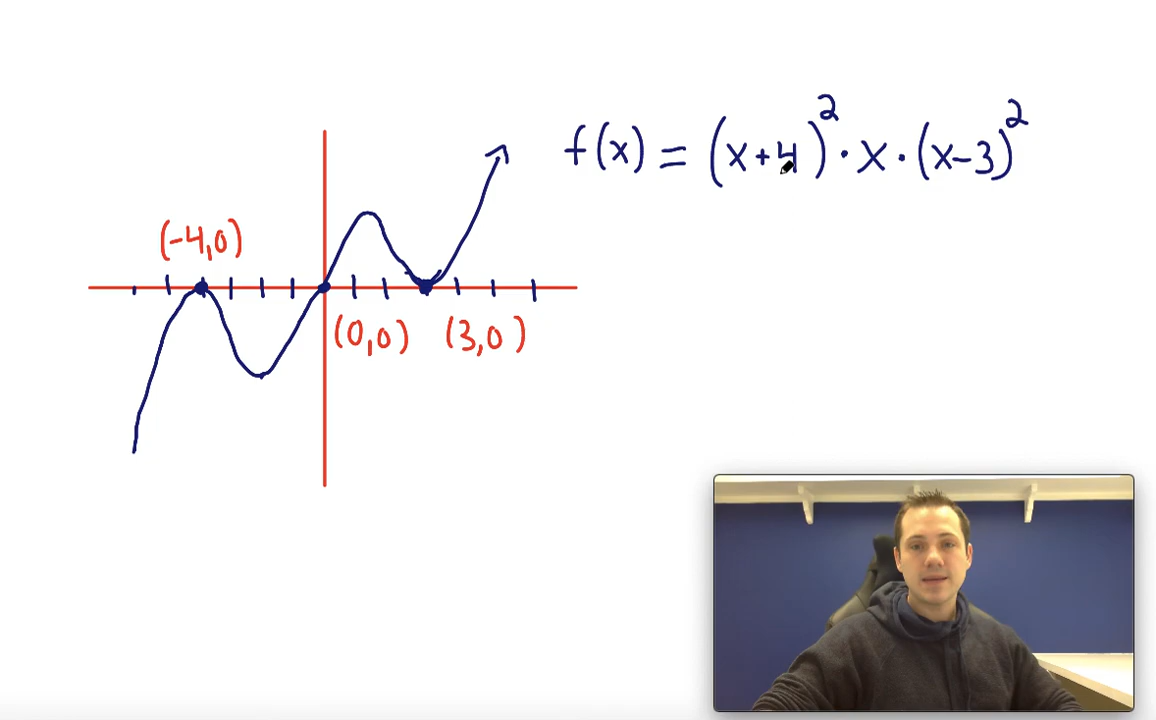 f(x) = (x+4)² · x · (x-3)²
(-4,0)
(0,0) (3,0)